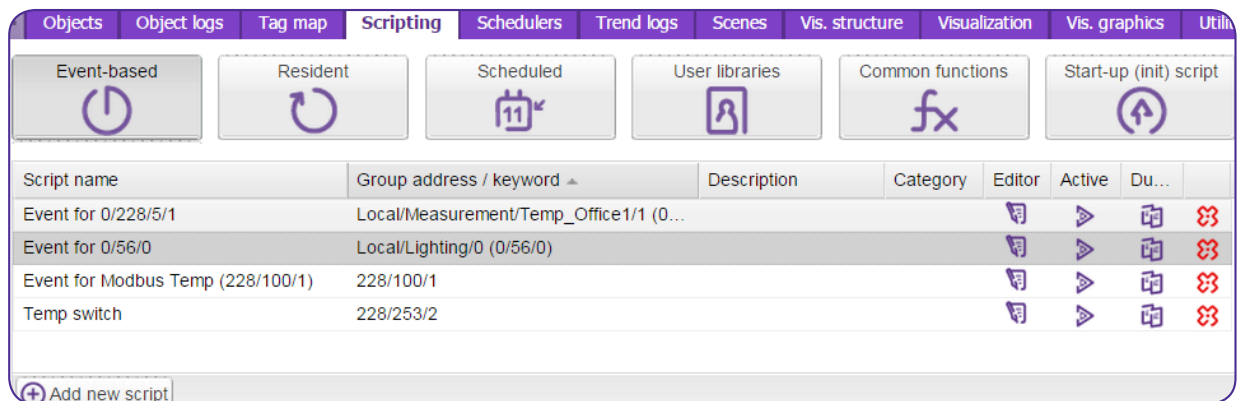 Objects Object logs Tag map Scripting Schedulers Trend logs Scenes Vis. structure Visualization Vis. graphics
Event-based Resident Scheduled User libraries Common functions Start-up (init) script
11
Script name Group address / keyword Description Category Editor Active Du...
Event for 0/228/5/1 Local/Measurement/Temp_Office1/1 (0...
Event for 0/56/0 Local/Lighting/0 (0/56/0)
Event for Modbus Temp (228/100/1) 228/100/1
Temp switch 228/253/2
Add new script